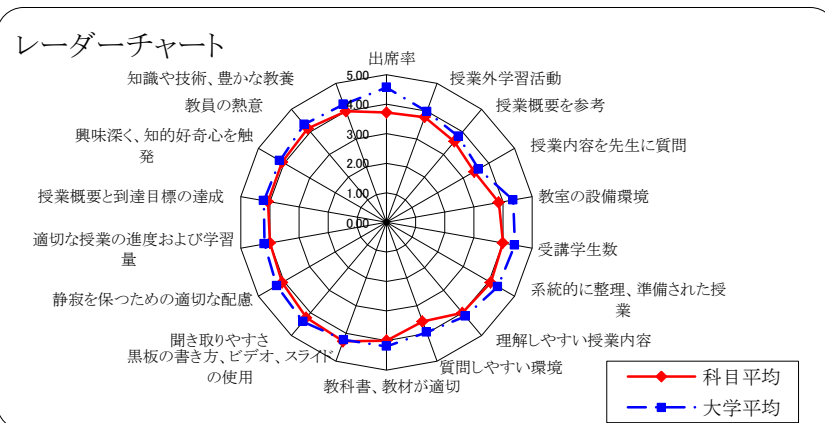 レーダーチャート
出席率
授業外学習活動
授業概要を参考
授業内容を先生に質問
教室の設備環境
受講学生数
系統的に整理、準備された授
業
理解しやすい授業内容
質問しやすい環境
教科書、教材が適切
黒板の書き方、ビデオ、スライド
の使用
聞き取りやすさ
静寂を保つための適切な配慮
適切な授業の進度および学習
量
授業概要と到達目標の達成
興味深く、知的好奇心を触
発
教員の熱意
知識や技術、豊かな教養
5.00
4.00
3.00
2.00
1.00
0.00
科目平均
大学平均